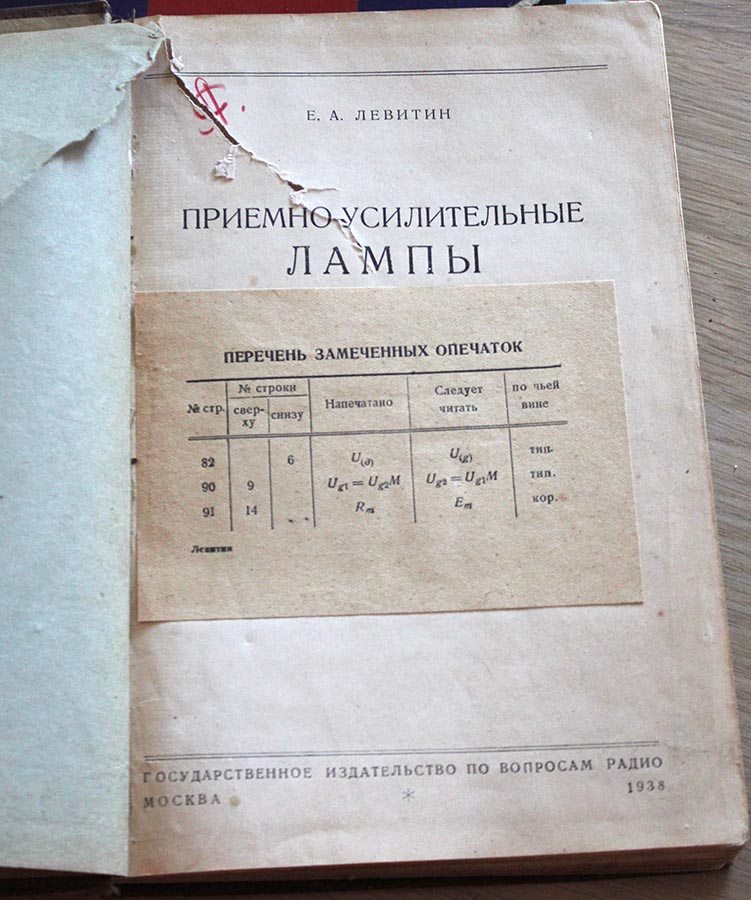 Е. А. ЛЕВИТИН
ПРИЕМНО-УСИЛИТЕЛЬНЫЕ
ЛАМПЫ
ПЕРЕЧЕНЬ ЗАМЕЧЕННЫХ ОПЕЧАТОК
№ стр. № строки Напечатано Следует читать по чьей вине
сверху снизу
82 6 U(д) U(g) тип.
90 9 Ug1 = Ug2M Ug2 = Ug1M тип.
91 14 Rm Em кор.
Левитин
ГОСУДАРСТВЕННОЕ ИЗДАТЕЛЬСТВО ПО ВОПРОСАМ РАДИО
МОСКВА * 1938